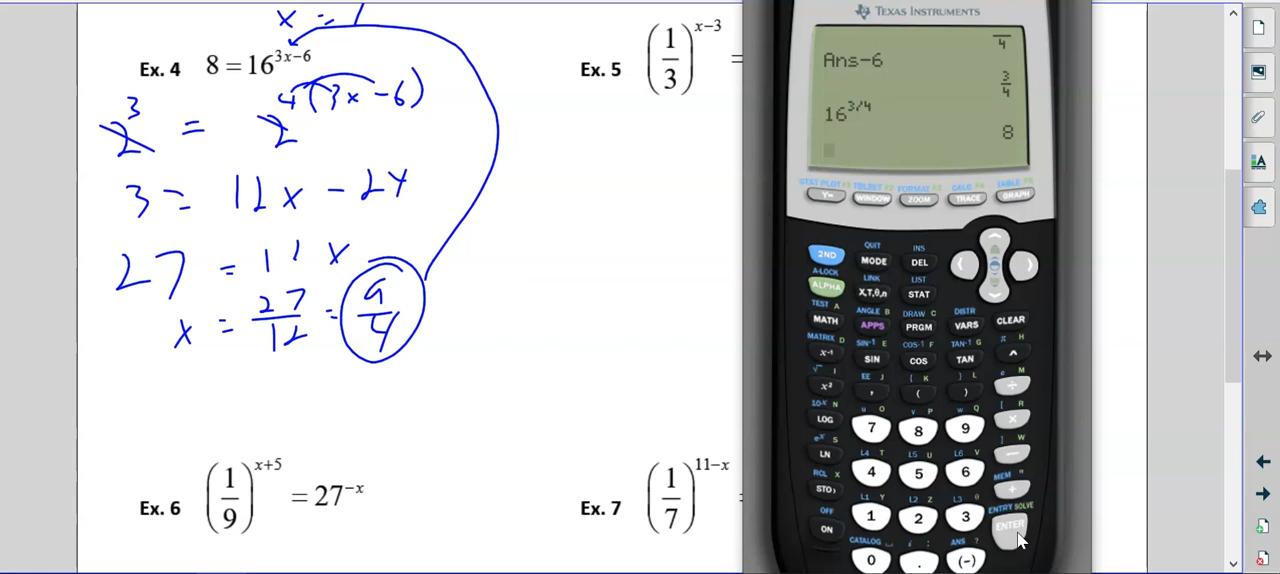 x = 1
Ex. 4 8 = 16^{3x−6}
2^3 = 2^{4(3x − 6)}
3 = 12x − 24
27 = 12x
x = 27/12 = 9/4
Ex. 5 (1/3)^{x−3} =
Ex. 6 (1/9)^{x+5} = 27^{−x}
Ex. 7 (1/7)^{11−x} =
TEXAS INSTRUMENTS
4
Ans-6
3/4
16^{3/4}
8
STAT PLOT F1 TBLSET F2 FORMAT F3 CALC F4 TABLE F5
Y= WINDOW ZOOM TRACE GRAPH
QUIT INS
2ND MODE DEL
A-LOCK LINK LIST
ALPHA X,T,θ,n STAT
TEST A ANGLE B DRAW C DISTR
MATH APPS PRGM VARS CLEAR
MATRIX D SIN⁻¹ E COS⁻¹ F TAN⁻¹ G π H
x⁻¹ SIN COS TAN ^
√ I EE J { K } L e M
x² , ( ) ÷
10ˣ N u O v P w Q [ R
LOG 7 8 9 ×
eˣ S L4 T L5 U L6 V ] W
LN 4 5 6 −
RCL X L1 Y L2 Z L3 θ MEM "
STO› 1 2 3 +
OFF CATALOG i : ANS ? ENTRY SOLVE
ON 0 . (-) ENTER